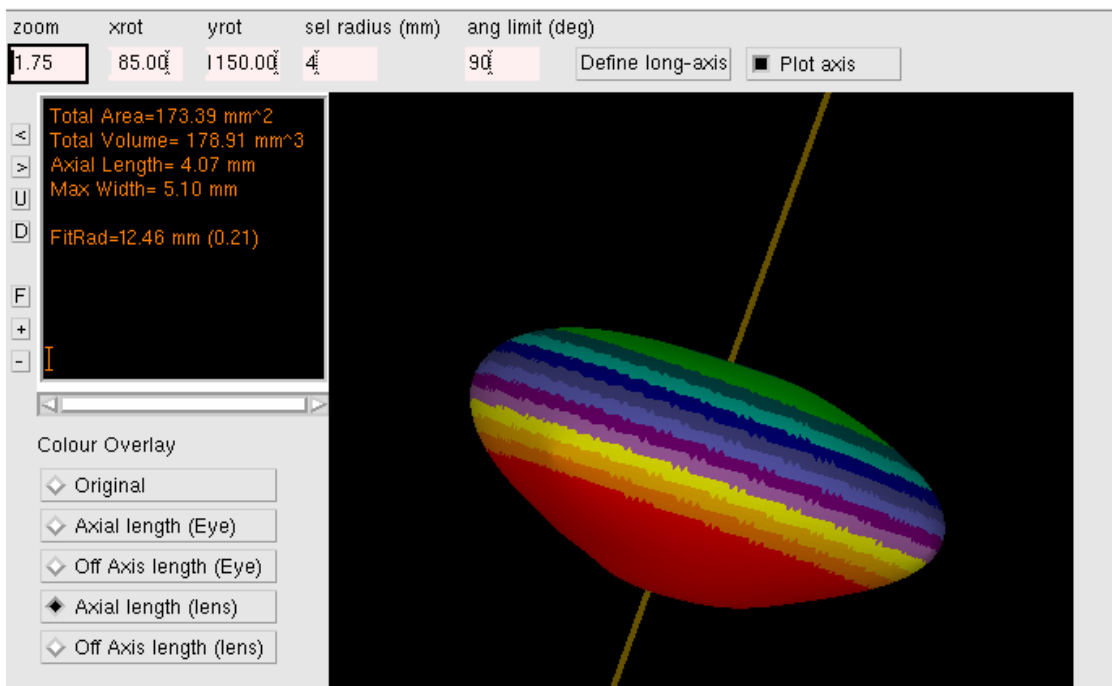 zoom xrot yrot sel radius (mm) ang limit (deg)
1.75 85.00 150.00 4 90 Define long-axis Plot axis
Total Area=173.39 mm^2
Total Volume= 178.91 mm^3
Axial Length= 4.07 mm
Max Width= 5.10 mm
FitRad=12.46 mm (0.21)
<
>
U
D
F
+
-
Colour Overlay
Original
Axial length (Eye)
Off Axis length (Eye)
Axial length (lens)
Off Axis length (lens)